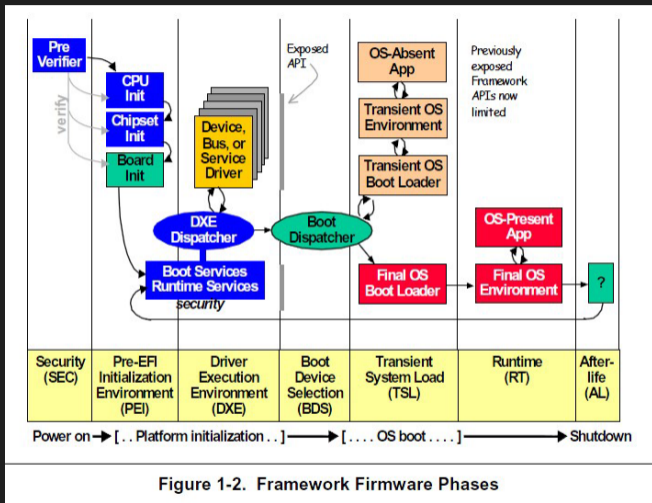 Pre
Verifier
verify
CPU
Init
Chipset
Init
Board
Init
Device,
Bus, or
Service
Driver
Exposed
API
OS-Absent
App
Transient OS
Environment
Transient OS
Boot Loader
Previously
exposed
Framework
APIs now
limited
DXE
Dispatcher
Boot
Dispatcher
OS-Present
App
Boot Services
Runtime Services
security
Final OS
Boot Loader
Final OS
Environment
?
Security
(SEC)
Pre-EFI
Initialization
Environment
(PEI)
Driver
Execution
Environment
(DXE)
Boot
Device
Selection
(BDS)
Transient
System Load
(TSL)
Runtime
(RT)
After-
life
(AL)
Power on [ . . Platform initialization . . ] [ . . . . OS boot . . . . ] Shutdown
Figure 1-2. Framework Firmware Phases